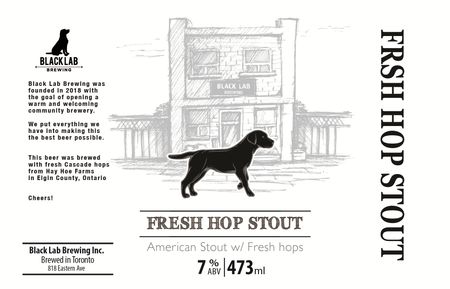 BLACK LAB
BREWING
Black Lab Brewing was
founded in 2018 with
the goal of opening a
warm and welcoming
community brewery.
We put everything we
have into making this
the best beer possible.
This beer was brewed
with fresh Cascade hops
from Hay Hoe Farms
in Elgin County, Ontario
Cheers!
Black Lab Brewing Inc.
Brewed in Toronto
818 Eastern Ave
BLACK LAB
BREWING
FRESH HOP STOUT
American Stout w/ Fresh hops
7 % ABV | 473ml
FRSH HOP STOUT